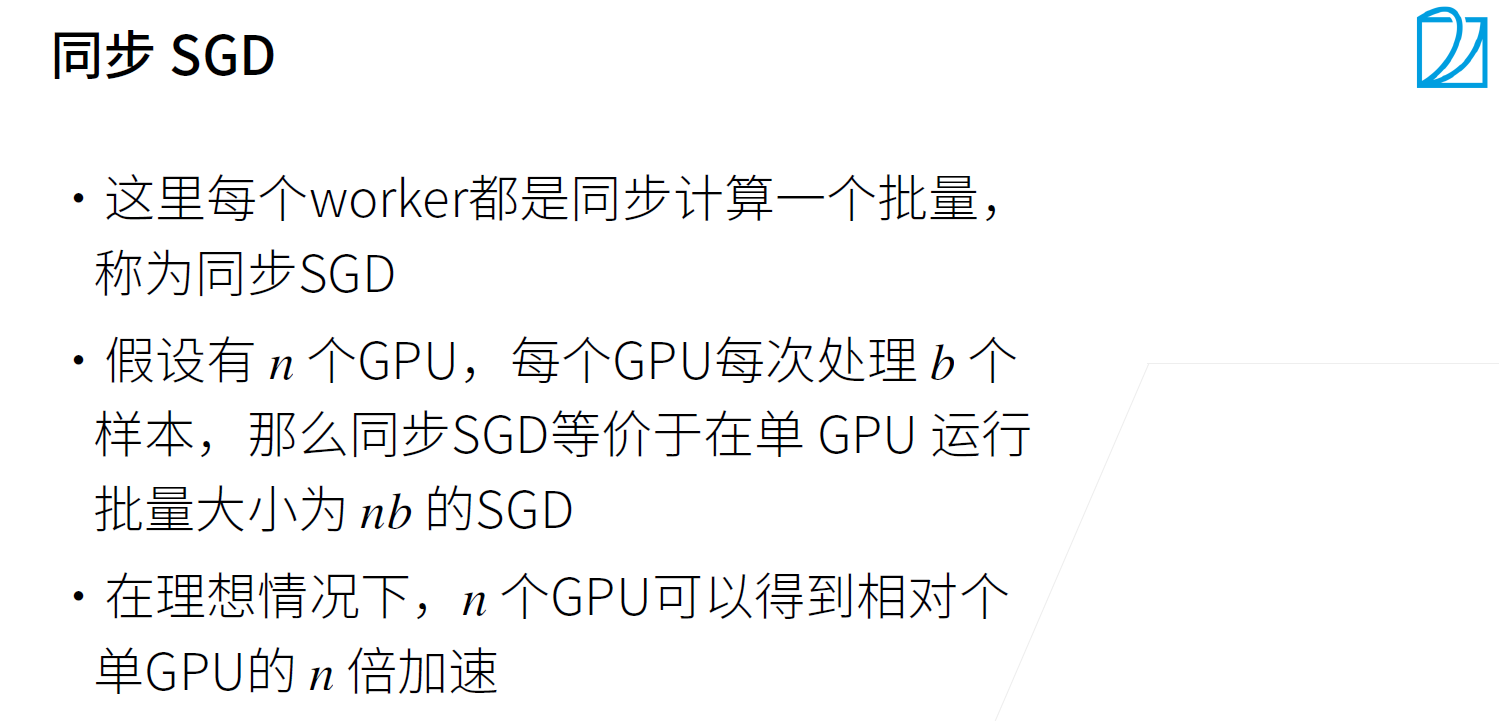 同步 SGD
• 这里每个worker都是同步计算一个批量，
称为同步SGD
• 假设有 n 个GPU，每个GPU每次处理 b 个
样本，那么同步SGD等价于在单 GPU 运行
批量大小为 nb 的SGD
• 在理想情况下，n 个GPU可以得到相对个
单GPU的 n 倍加速